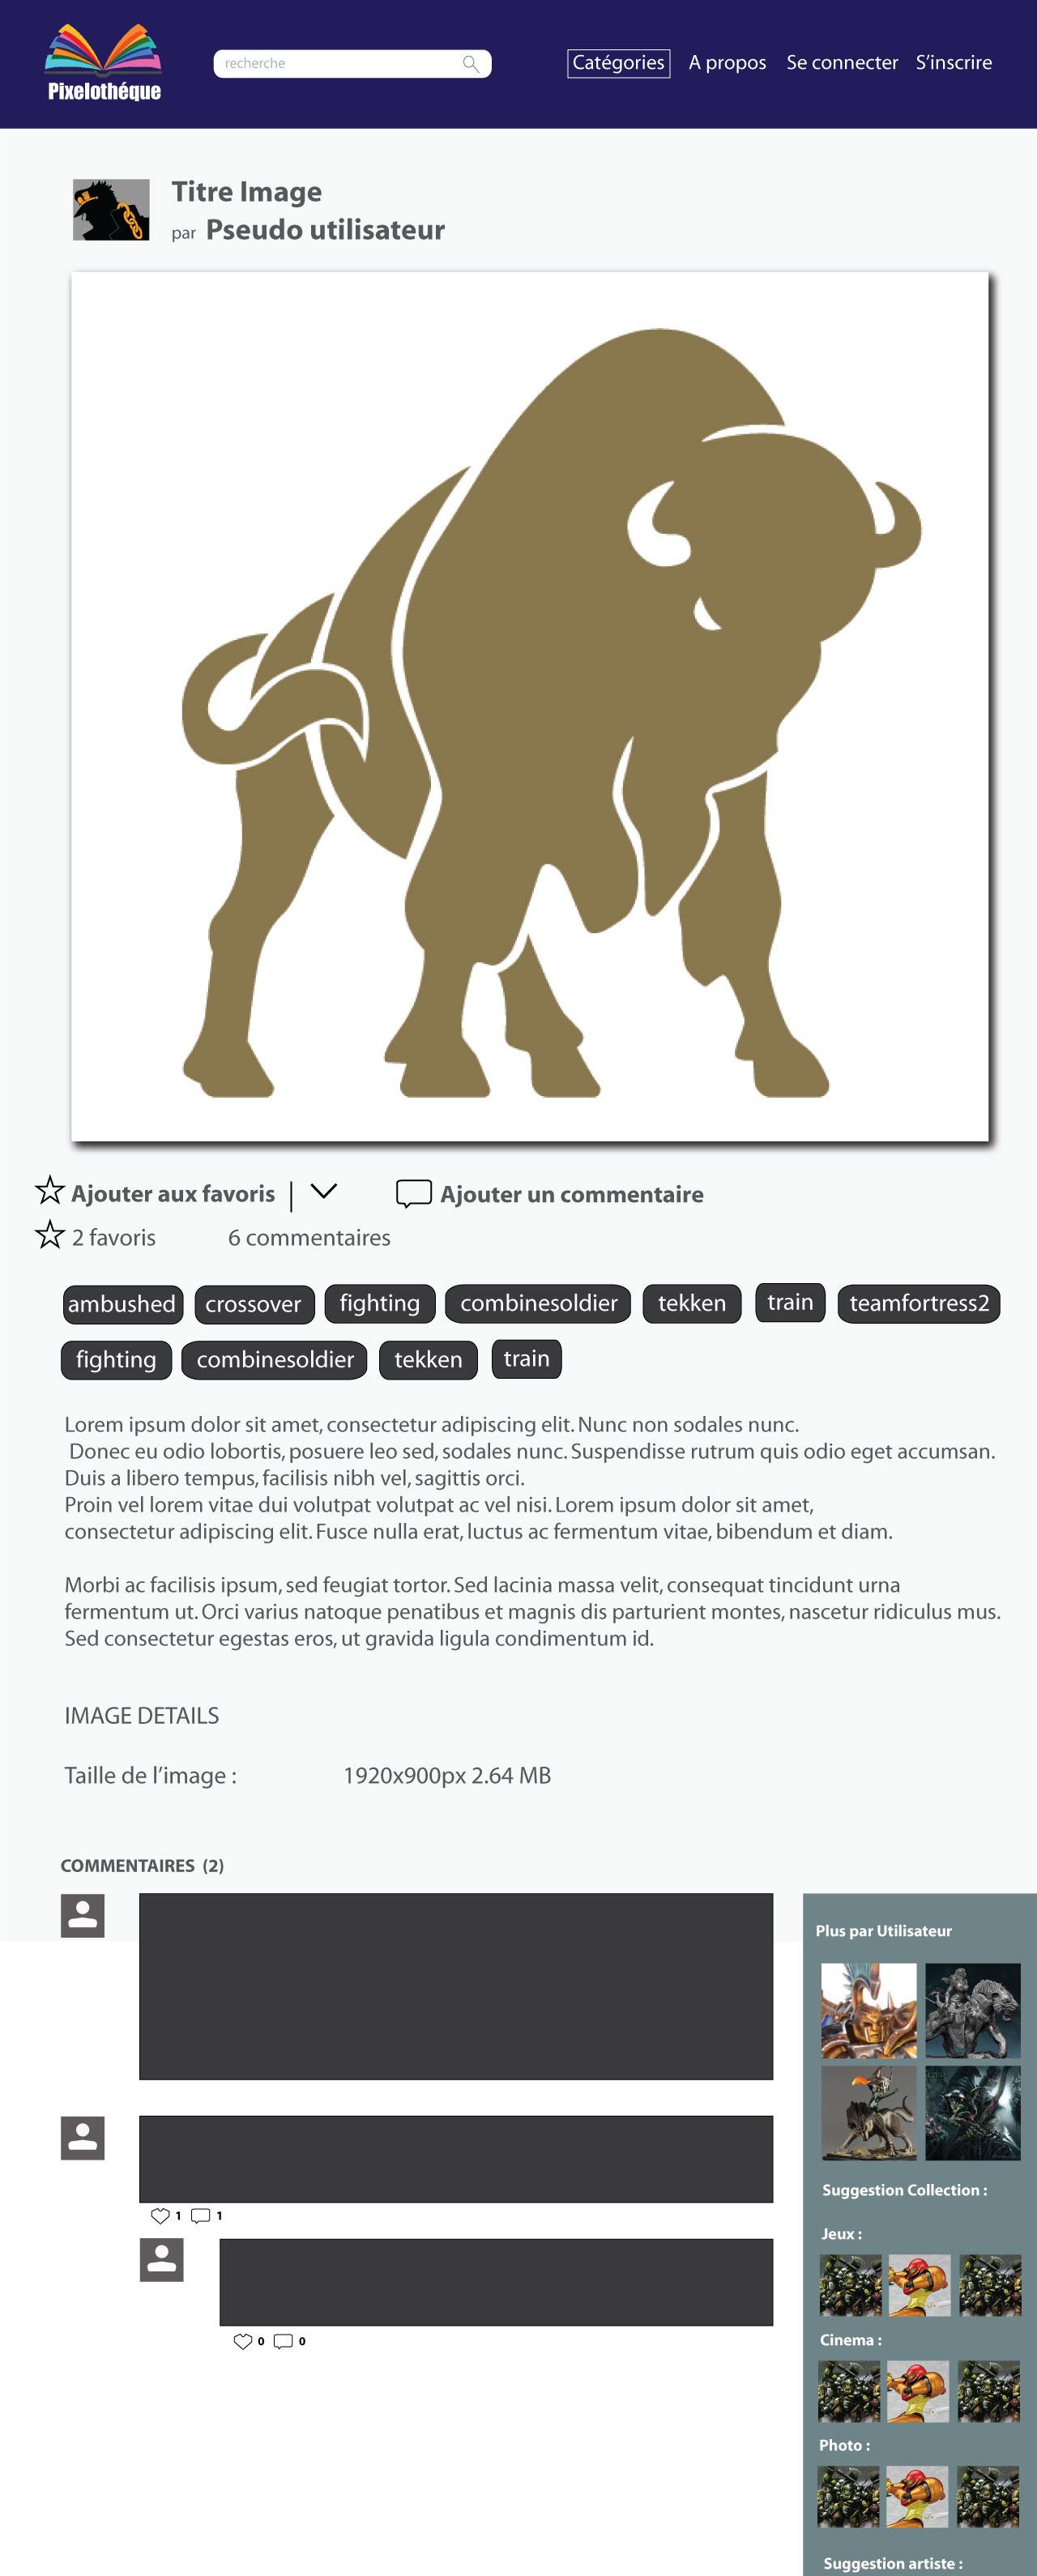 Pixelothéque
recherche
Catégories A propos Se connecter S'inscrire
Titre Image
par Pseudo utilisateur
Ajouter aux favoris | Ajouter un commentaire
2 favoris 6 commentaires
ambushed crossover fighting combinesoldier tekken train teamfortress2
fighting combinesoldier tekken train
Lorem ipsum dolor sit amet, consectetur adipiscing elit. Nunc non sodales nunc.
Donec eu odio lobortis, posuere leo sed, sodales nunc. Suspendisse rutrum quis odio eget accumsan.
Duis a libero tempus, facilisis nibh vel, sagittis orci.
Proin vel lorem vitae dui volutpat volutpat ac vel nisi. Lorem ipsum dolor sit amet,
consectetur adipiscing elit. Fusce nulla erat, luctus ac fermentum vitae, bibendum et diam.
Morbi ac facilisis ipsum, sed feugiat tortor. Sed lacinia massa velit, consequat tincidunt urna
fermentum ut. Orci varius natoque penatibus et magnis dis parturient montes, nascetur ridiculus mus.
Sed consectetur egestas eros, ut gravida ligula condimentum id.
IMAGE DETAILS
Taille de l'image : 1920x900px 2.64 MB
COMMENTAIRES (2)
1 1
0 0
Plus par Utilisateur
Suggestion Collection :
Jeux :
Cinema :
Photo :
Suggestion artiste :